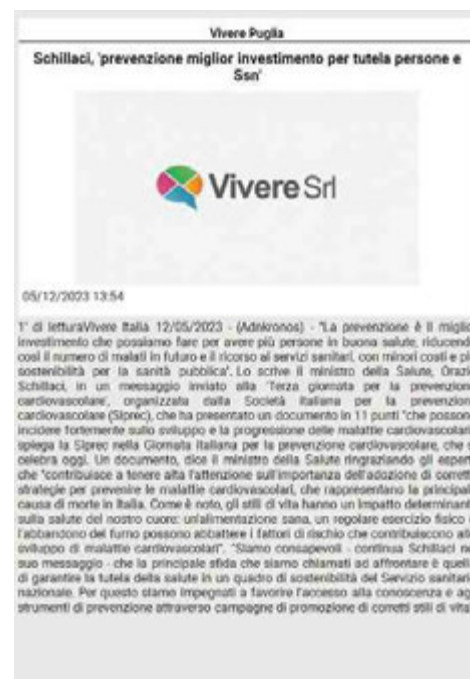 Vivere Puglia
Schillaci, 'prevenzione miglior investimento per tutela persone e
Ssn'
Vivere Srl
05/12/2023 13:54
1' di letturaVivere Italia 12/05/2023 - (Adnkronos) - "La prevenzione è il miglio
investimento che possiamo fare per avere più persone in buona salute, riducend
così il numero di malati in futuro e il ricorso ai servizi sanitari, con minori costi e pi
sostenibilità per la sanità pubblica". Lo scrive il ministro della Salute, Orazi
Schillaci, in un messaggio inviato alla 'Terza giornata per la prevenzion
cardiovascolare', organizzata dalla Società italiana per la prevenzion
cardiovascolare (Siprec), che ha presentato un documento in 11 punti "che posson
incidere fortemente sullo sviluppo e la progressione delle malattie cardiovascolari
spiega la Siprec nella Giornata italiana per la prevenzione cardiovascolare, che s
celebra oggi. Un documento, dice il ministro della Salute ringraziando gli espert
che "contribuisce a tenere alta l'attenzione sull'importanza dell'adozione di corrett
strategie per prevenire le malattie cardiovascolari, che rappresentano la principal
causa di morte in Italia. Come è noto, gli stili di vita hanno un impatto determinant
sulla salute del nostro cuore: un'alimentazione sana, un regolare esercizio fisico
l'abbandono del fumo possono abbattere i fattori di rischio che contribuiscono allo
sviluppo di malattie cardiovascolari". "Siamo consapevoli - continua Schillaci ne
suo messaggio - che la principale sfida che siamo chiamati ad affrontare è quella
di garantire la tutela della salute in un quadro di sostenibilità del Servizio sanitari
nazionale. Per questo siamo impegnati a favorire l'accesso alla conoscenza e ag
strumenti di prevenzione attraverso campagne di promozione di corretti stili di vita